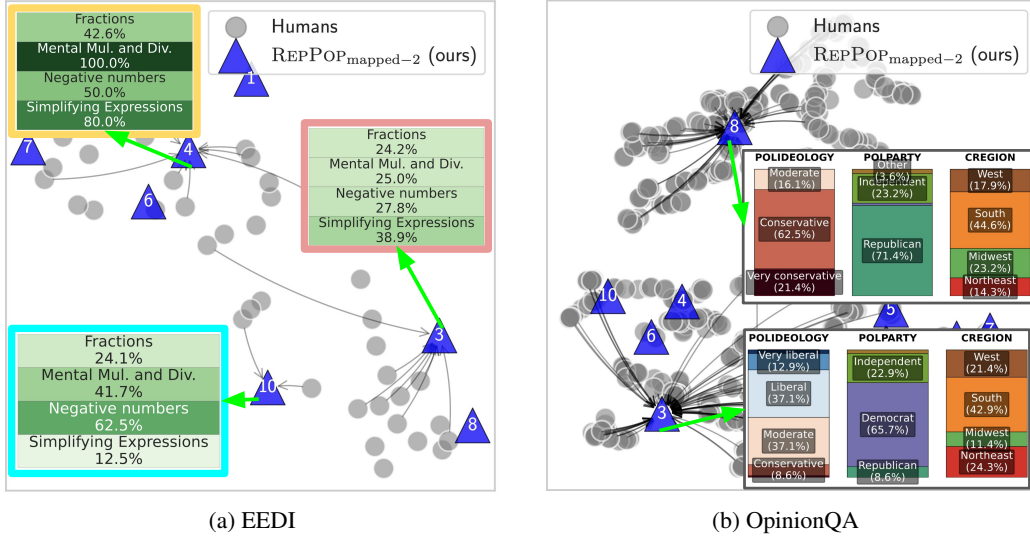 Fractions
42.6%
Mental Mul. and Div.
100.0%
Negative numbers
50.0%
Simplifying Expressions
80.0%
Humans
REPPOPmapped−2 (ours)
1
7
4
6
Fractions
24.2%
Mental Mul. and Div.
25.0%
Negative numbers
27.8%
Simplifying Expressions
38.9%
3
Fractions
24.1%
Mental Mul. and Div.
41.7%
Negative numbers
62.5%
Simplifying Expressions
12.5%
10
8
(a) EEDI
Humans
REPPOPmapped−2 (ours)
8
POLIDEOLOGY POLPARTY CREGION
Moderate
(16.1%)
Conservative
(62.5%)
Very conservative
(21.4%)
Other
(3.6%)
Independent
(23.2%)
Republican
(71.4%)
West
(17.9%)
South
(44.6%)
Midwest
(23.2%)
Northeast
(14.3%)
10
4
6
5
7
3
POLIDEOLOGY POLPARTY CREGION
Very liberal
(12.9%)
Liberal
(37.1%)
Moderate
(37.1%)
Conservative
(8.6%)
Independent
(22.9%)
Democrat
(65.7%)
Republican
(8.6%)
West
(21.4%)
South
(42.9%)
Midwest
(11.4%)
Northeast
(24.3%)
(b) OpinionQA